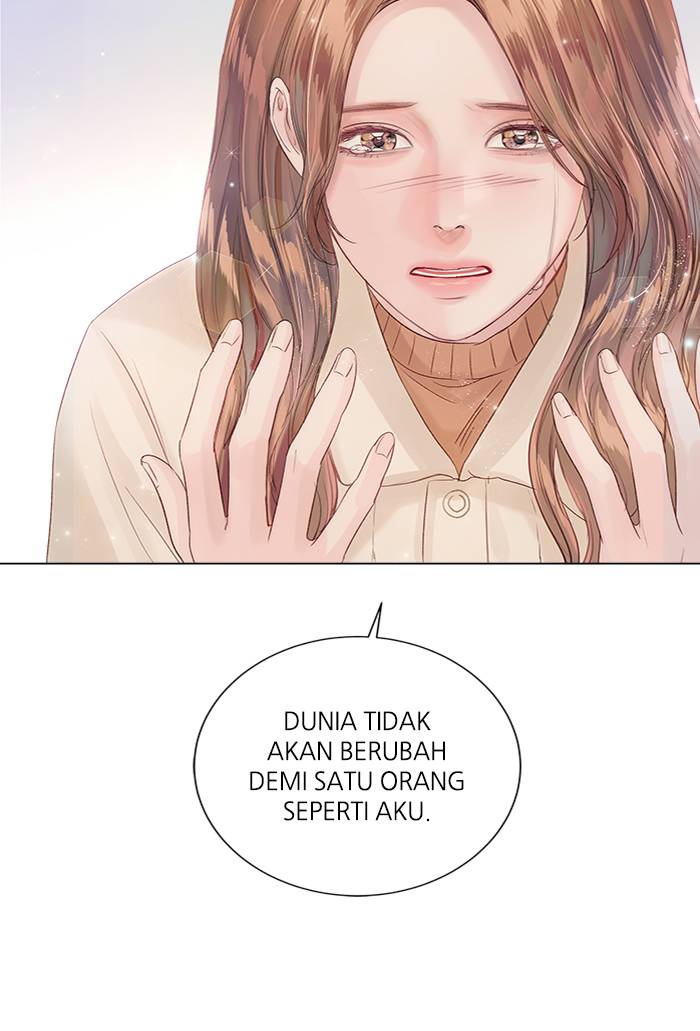 DUNIA TIDAK
AKAN BERUBAH
DEMI SATU ORANG
SEPERTI AKU.